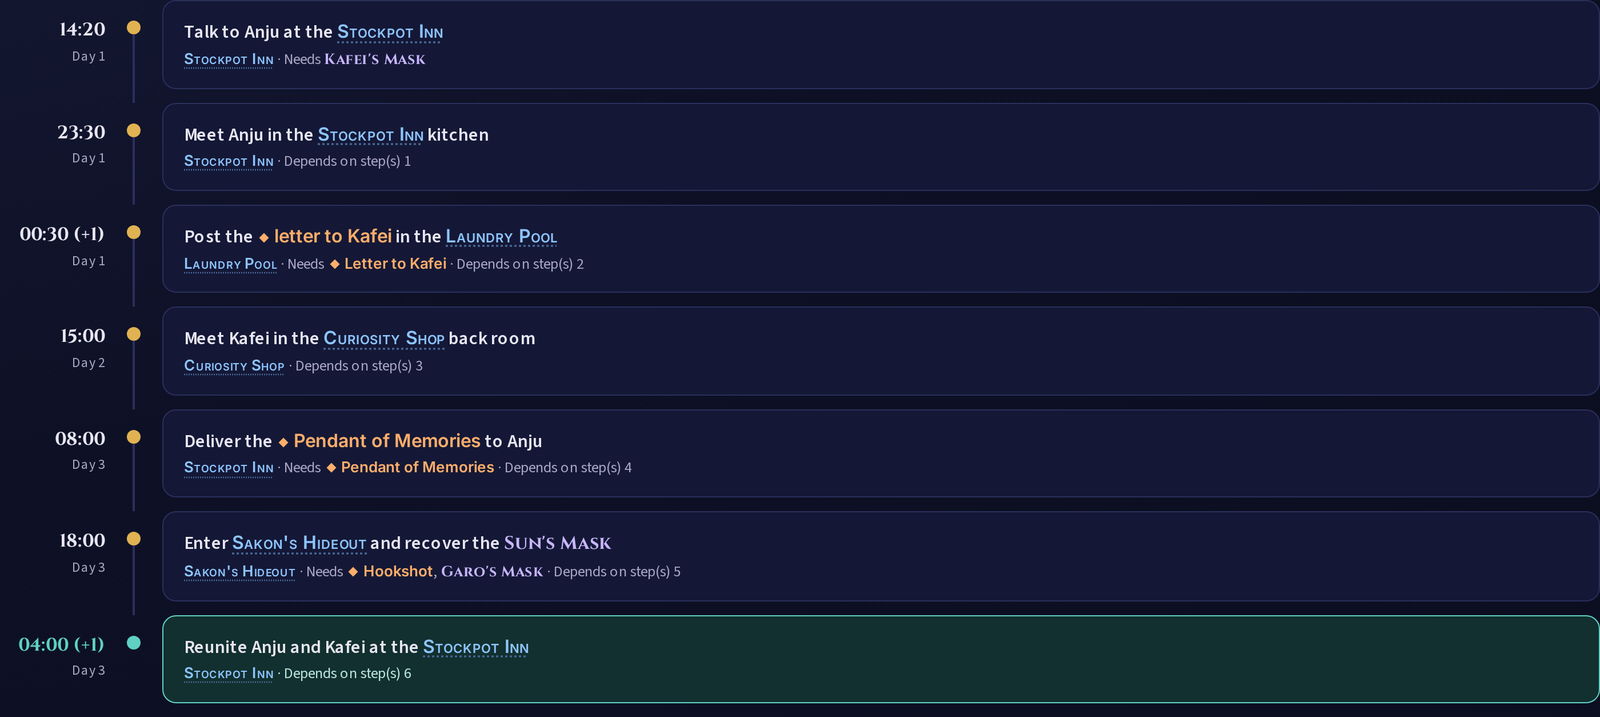 14:20
Day 1
Talk to Anju at the Stockpot Inn
Stockpot Inn · Needs Kafei's Mask
23:30
Day 1
Meet Anju in the Stockpot Inn kitchen
Stockpot Inn · Depends on step(s) 1
00:30 (+1)
Day 1
Post the ◆ letter to Kafei in the Laundry Pool
Laundry Pool · Needs ◆ Letter to Kafei · Depends on step(s) 2
15:00
Day 2
Meet Kafei in the Curiosity Shop back room
Curiosity Shop · Depends on step(s) 3
08:00
Day 3
Deliver the ◆ Pendant of Memories to Anju
Stockpot Inn · Needs ◆ Pendant of Memories · Depends on step(s) 4
18:00
Day 3
Enter Sakon's Hideout and recover the Sun's Mask
Sakon's Hideout · Needs ◆ Hookshot, Garo's Mask · Depends on step(s) 5
04:00 (+1)
Day 3
Reunite Anju and Kafei at the Stockpot Inn
Stockpot Inn · Depends on step(s) 6